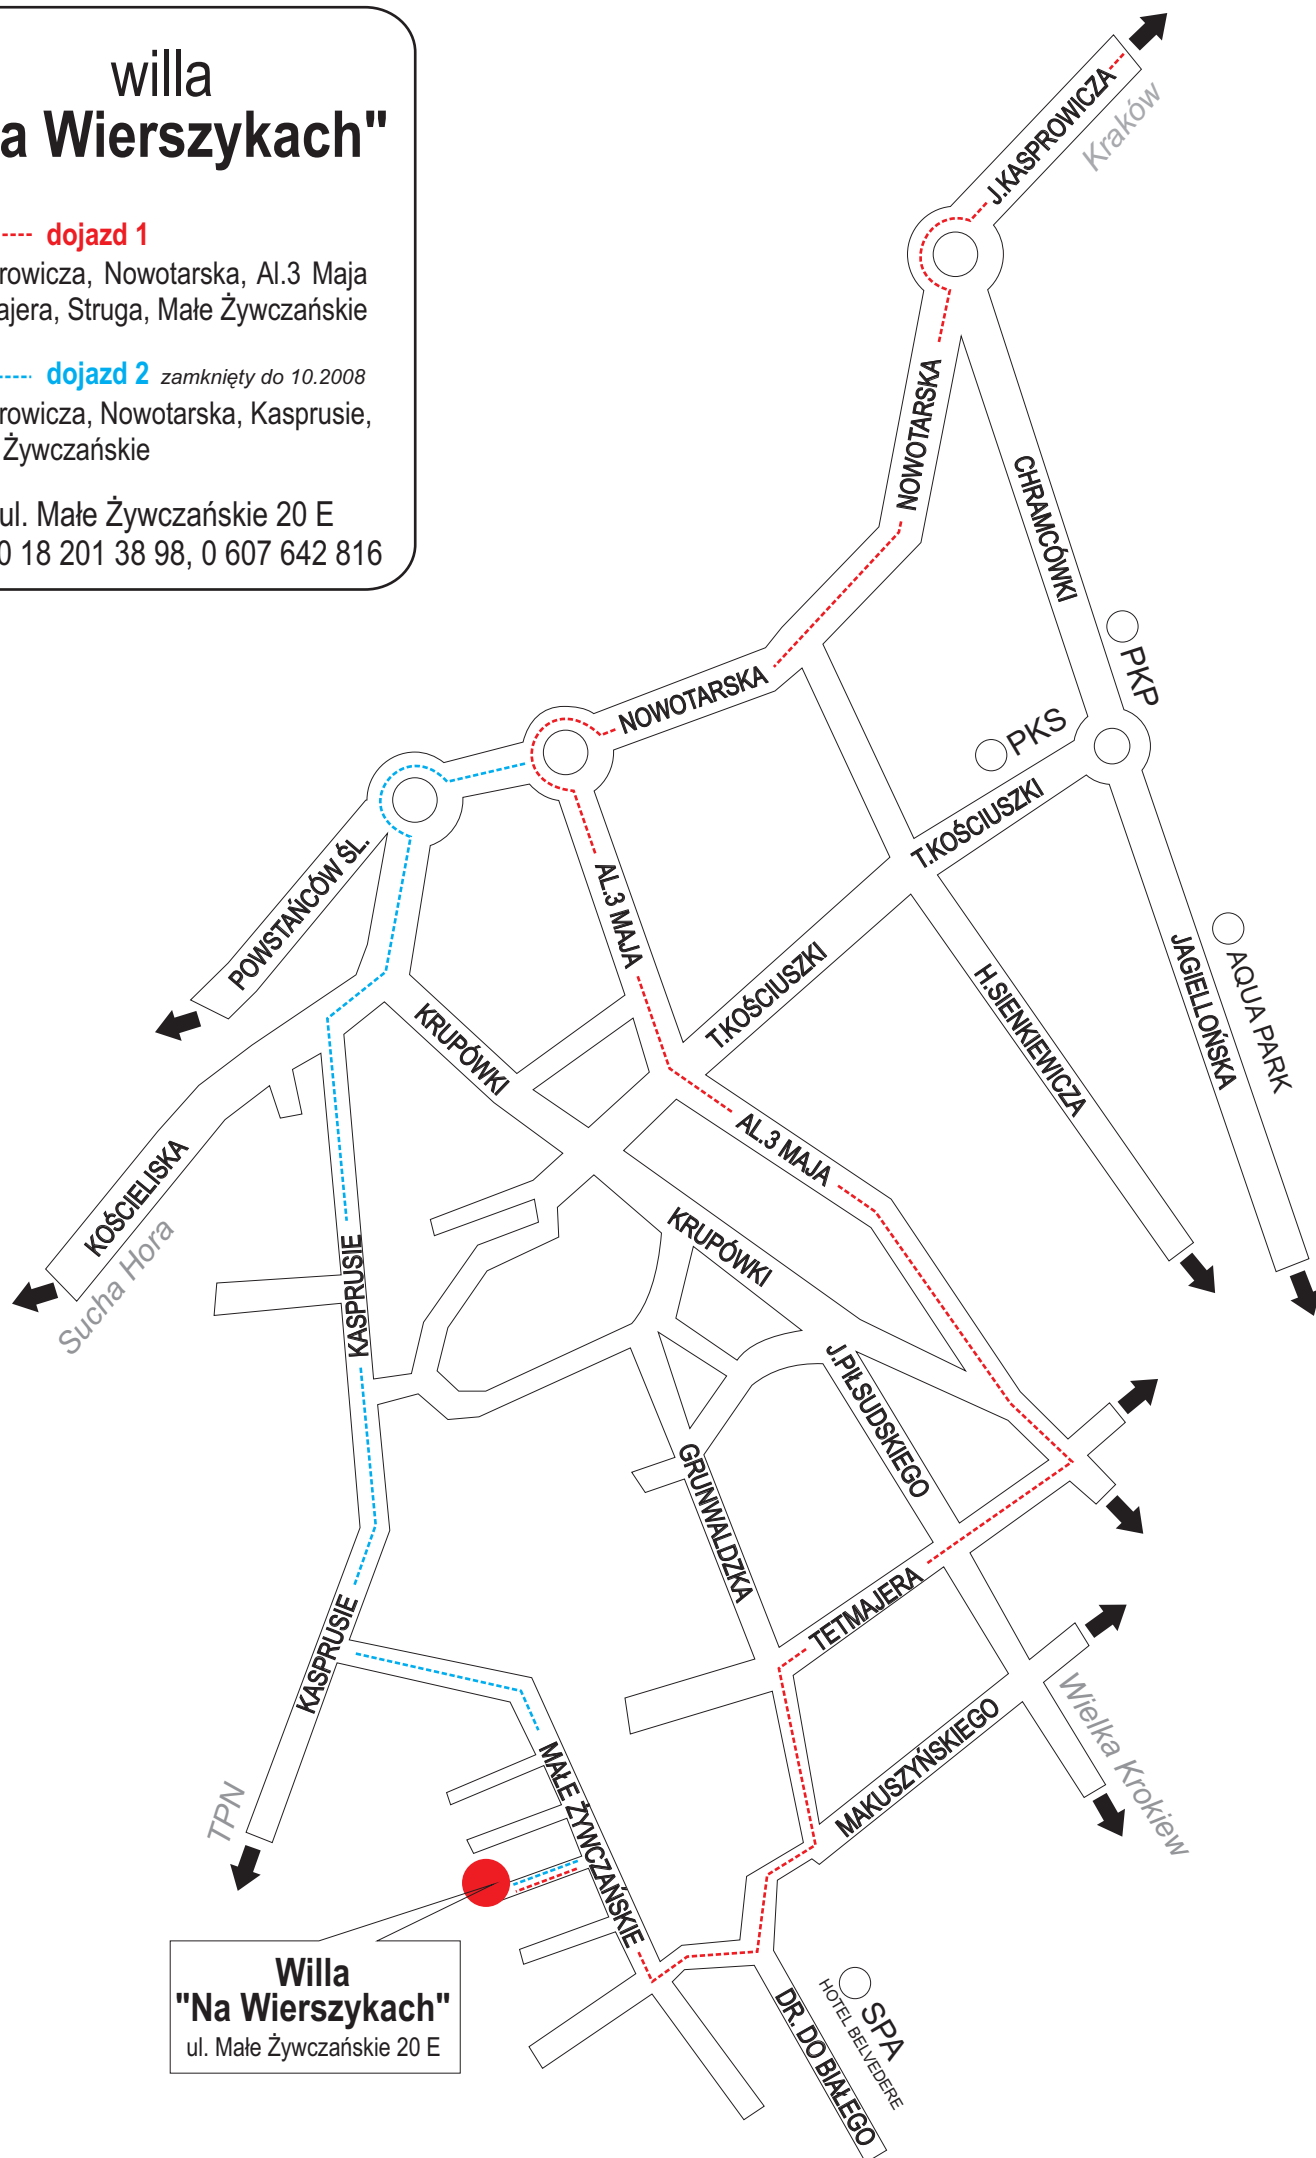 willa
a Wierszykach"
dojazd 1
rowicza, Nowotarska, Al.3 Maja
ajera, Struga, Małe Żywczańskie
dojazd 2 zamknięty do 10.2008
rowicza, Nowotarska, Kasprusie,
Żywczańskie
ul. Małe Żywczańskie 20 E
0 18 201 38 98, 0 607 642 816
J.KASPROWICZA
Kraków
NOWOTARSKA
CHRAMCÓWKI
PKP
NOWOTARSKA
PKS
T.KOŚCIUSZKI
POWSTAŃCÓW ŚL.
AL.3 MAJA
T.KOŚCIUSZKI
H.SIENKIEWICZA
JAGIELLOŃSKA
AQUA PARK
KRUPÓWKI
AL.3 MAJA
KOŚCIELISKA
Sucha Hora
KASPRUSIE
KRUPÓWKI
J.PIŁSUDSKIEGO
GRUNWALDZKA
TETMAJERA
KASPRUSIE
TPN
MAŁE ŻYWCZAŃSKIE
MAKUSZYŃSKIEGO
Wielka Krokiew
Willa
"Na Wierszykach"
ul. Małe Żywczańskie 20 E
DR. DO BIAŁEGO
SPA
HOTEL BELVEDERE